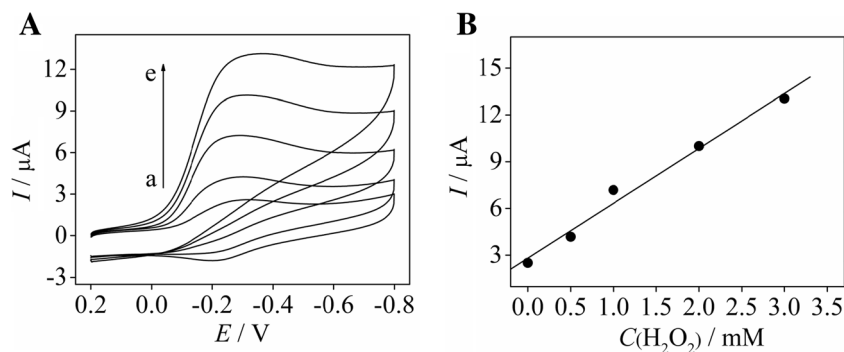 A
12
9
6
3
0
-3
I / μA
e
a
0.2 0.0 -0.2 -0.4 -0.6 -0.8
E / V
B
15
12
9
6
3
I / μA
0.0 0.5 1.0 1.5 2.0 2.5 3.0 3.5
C(H₂O₂) / mM